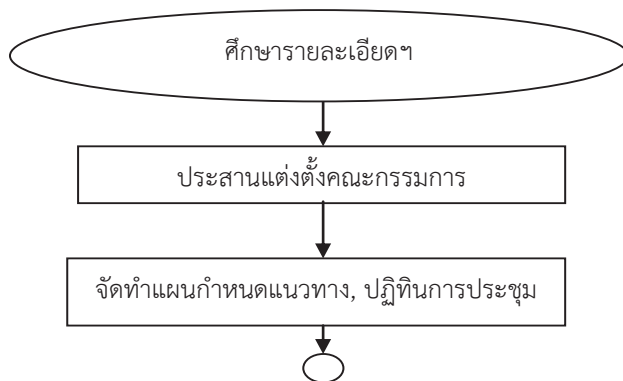 ศึกษารายละเอียดฯ
ประสานแต่งตั้งคณะกรรมการ
จัดทำแผนกำหนดแนวทาง, ปฏิทินการประชุม